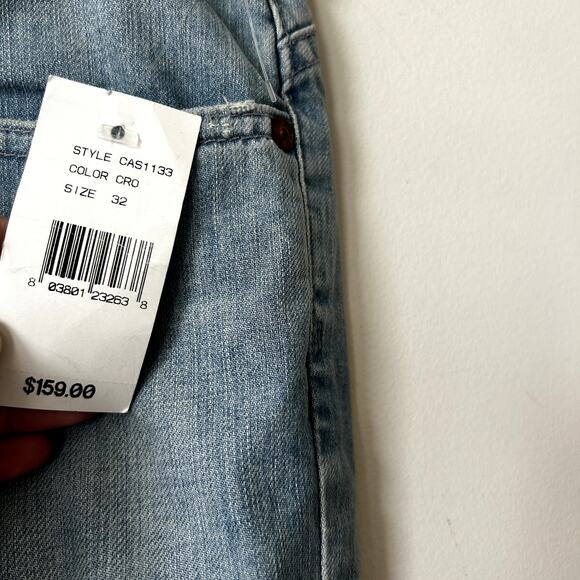 STYLE CAS1133
COLOR CRO
SIZE 32
8 03801 23263 8
$159.00